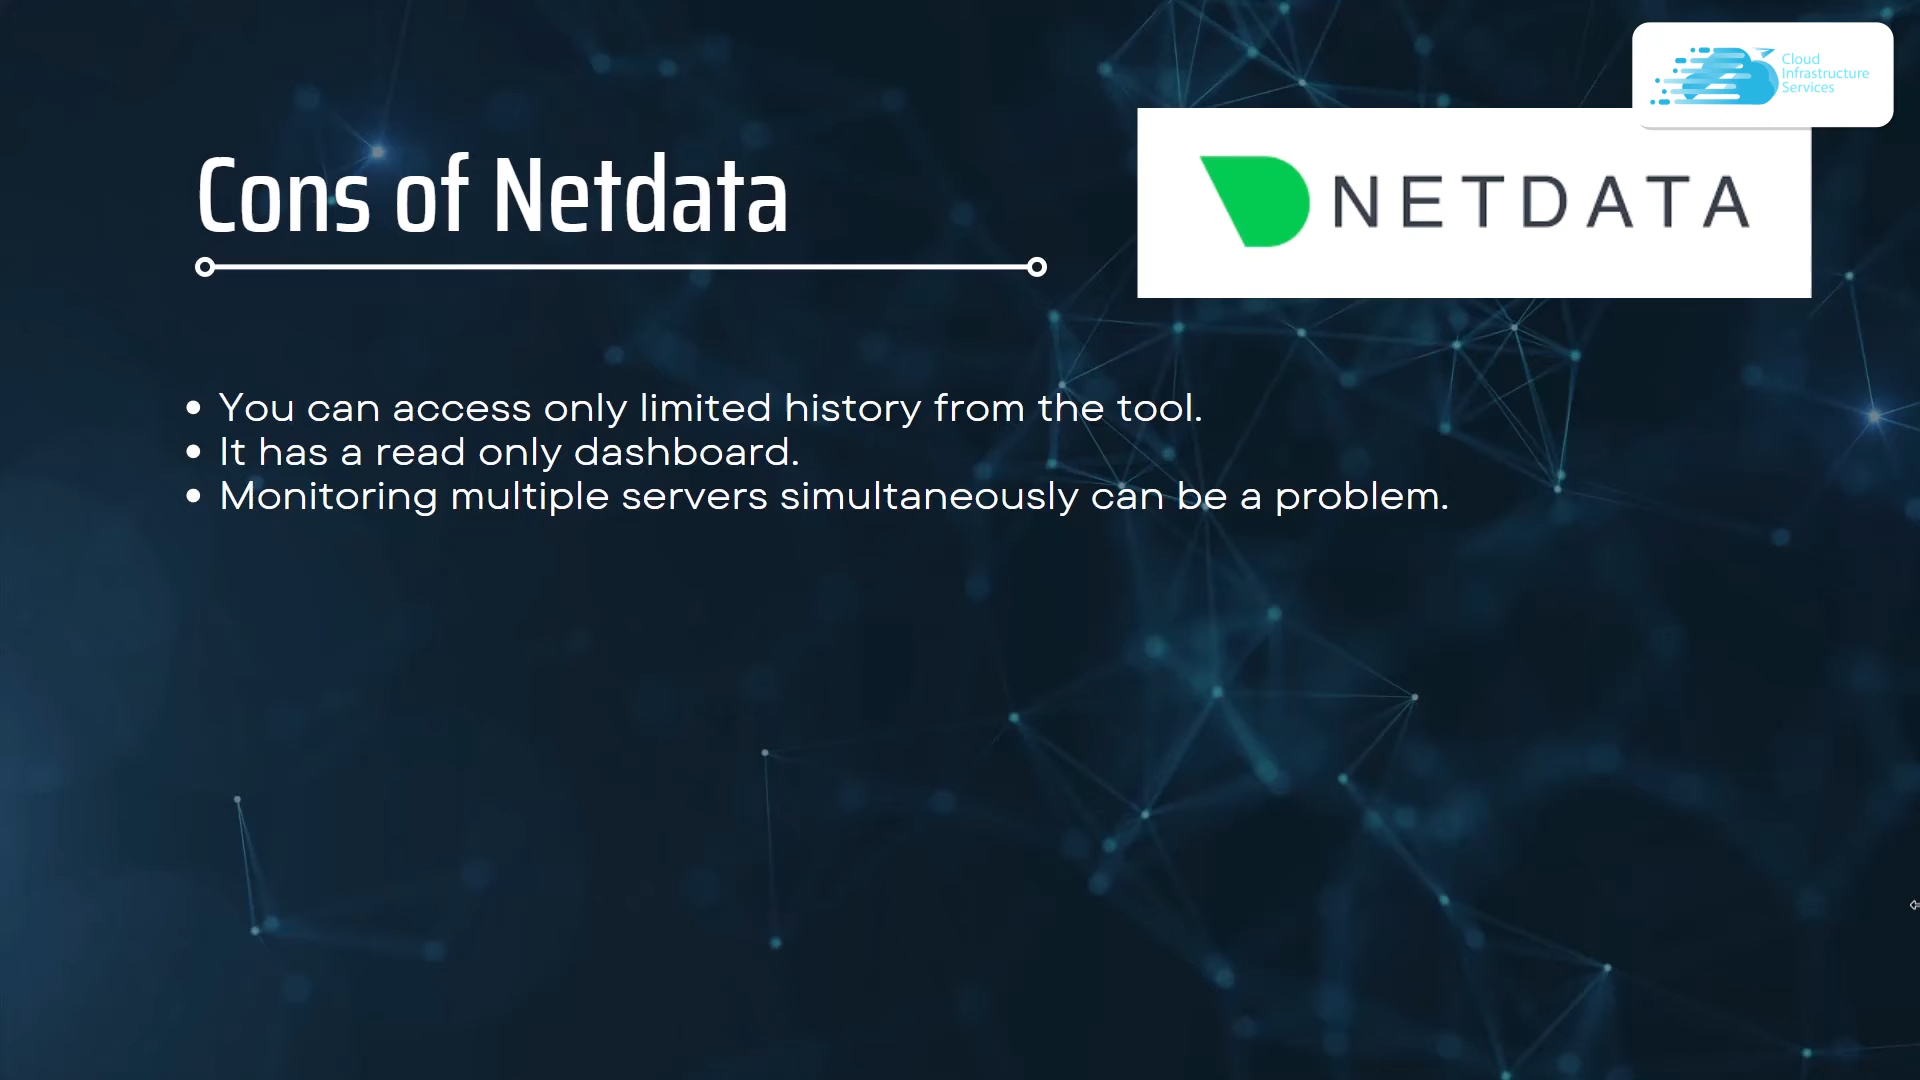 Cloud
Infrastructure
Services
Cons of Netdata
NETDATA
• You can access only limited history from the tool.
• It has a read only dashboard.
• Monitoring multiple servers simultaneously can be a problem.